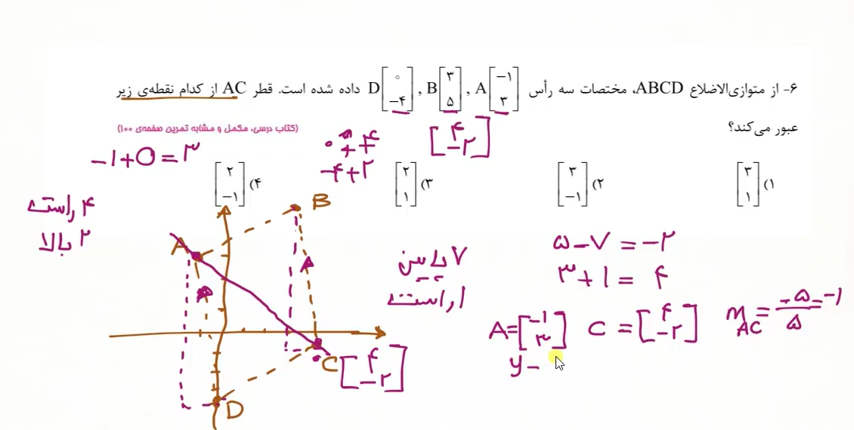 ۶- از متوازی‌الاضلاع ABCD، مختصات سه رأس A[−۱ ۳] , B[۳ ۵] , D[۰ −۴] داده شده است. قطر AC از کدام نقطه‌ی زیر
عبور می‌کند؟
(کتاب درسی، مکمل و مشابه تمرین صفحه‌ی ۱۰۰)
[۴ −۲]
۰+۴
−۴+۲
−۱+۵=۳
۱) [۳ ۱]
۲) [۳ −۱]
۳) [۲ ۱]
۴) [۲ −۱]
۴ راست
۲ بالا
A
B
C [۴ −۲]
D
۷ پایین
۱ راست
۵−۷=−۲
۳+۱=۴
A=[−۱ ۳] C=[۴ −۲] m AC = −۵/۵ = −۱
y −